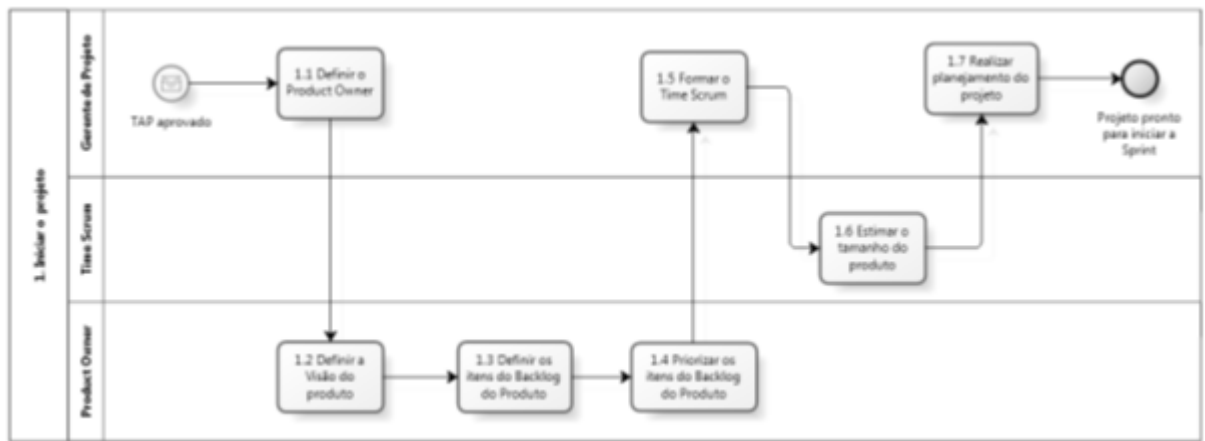 1. Iniciar o projeto
Gerente de Projeto
TAP aprovado
1.1 Definir o
Product Owner
1.5 Formar o
Time Scrum
1.7 Realizar
planejamento do
projeto
Projeto pronto
para iniciar a
Sprint
Time Scrum
1.6 Estimar o
tamanho do
produto
Product Owner
1.2 Definir a
Visão do
produto
1.3 Definir os
itens do Backlog
do Produto
1.4 Priorizar os
itens do Backlog
do Produto